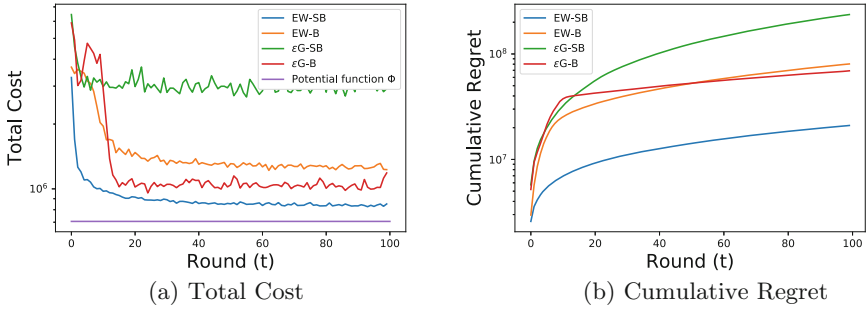 Total Cost
10⁶
EW-SB
EW-B
εG-SB
εG-B
Potential function Φ
0 20 40 60 80 100
Round (t)
(a) Total Cost
Cumulative Regret
10⁸
10⁷
EW-SB
EW-B
εG-SB
εG-B
0 20 40 60 80 100
Round (t)
(b) Cumulative Regret